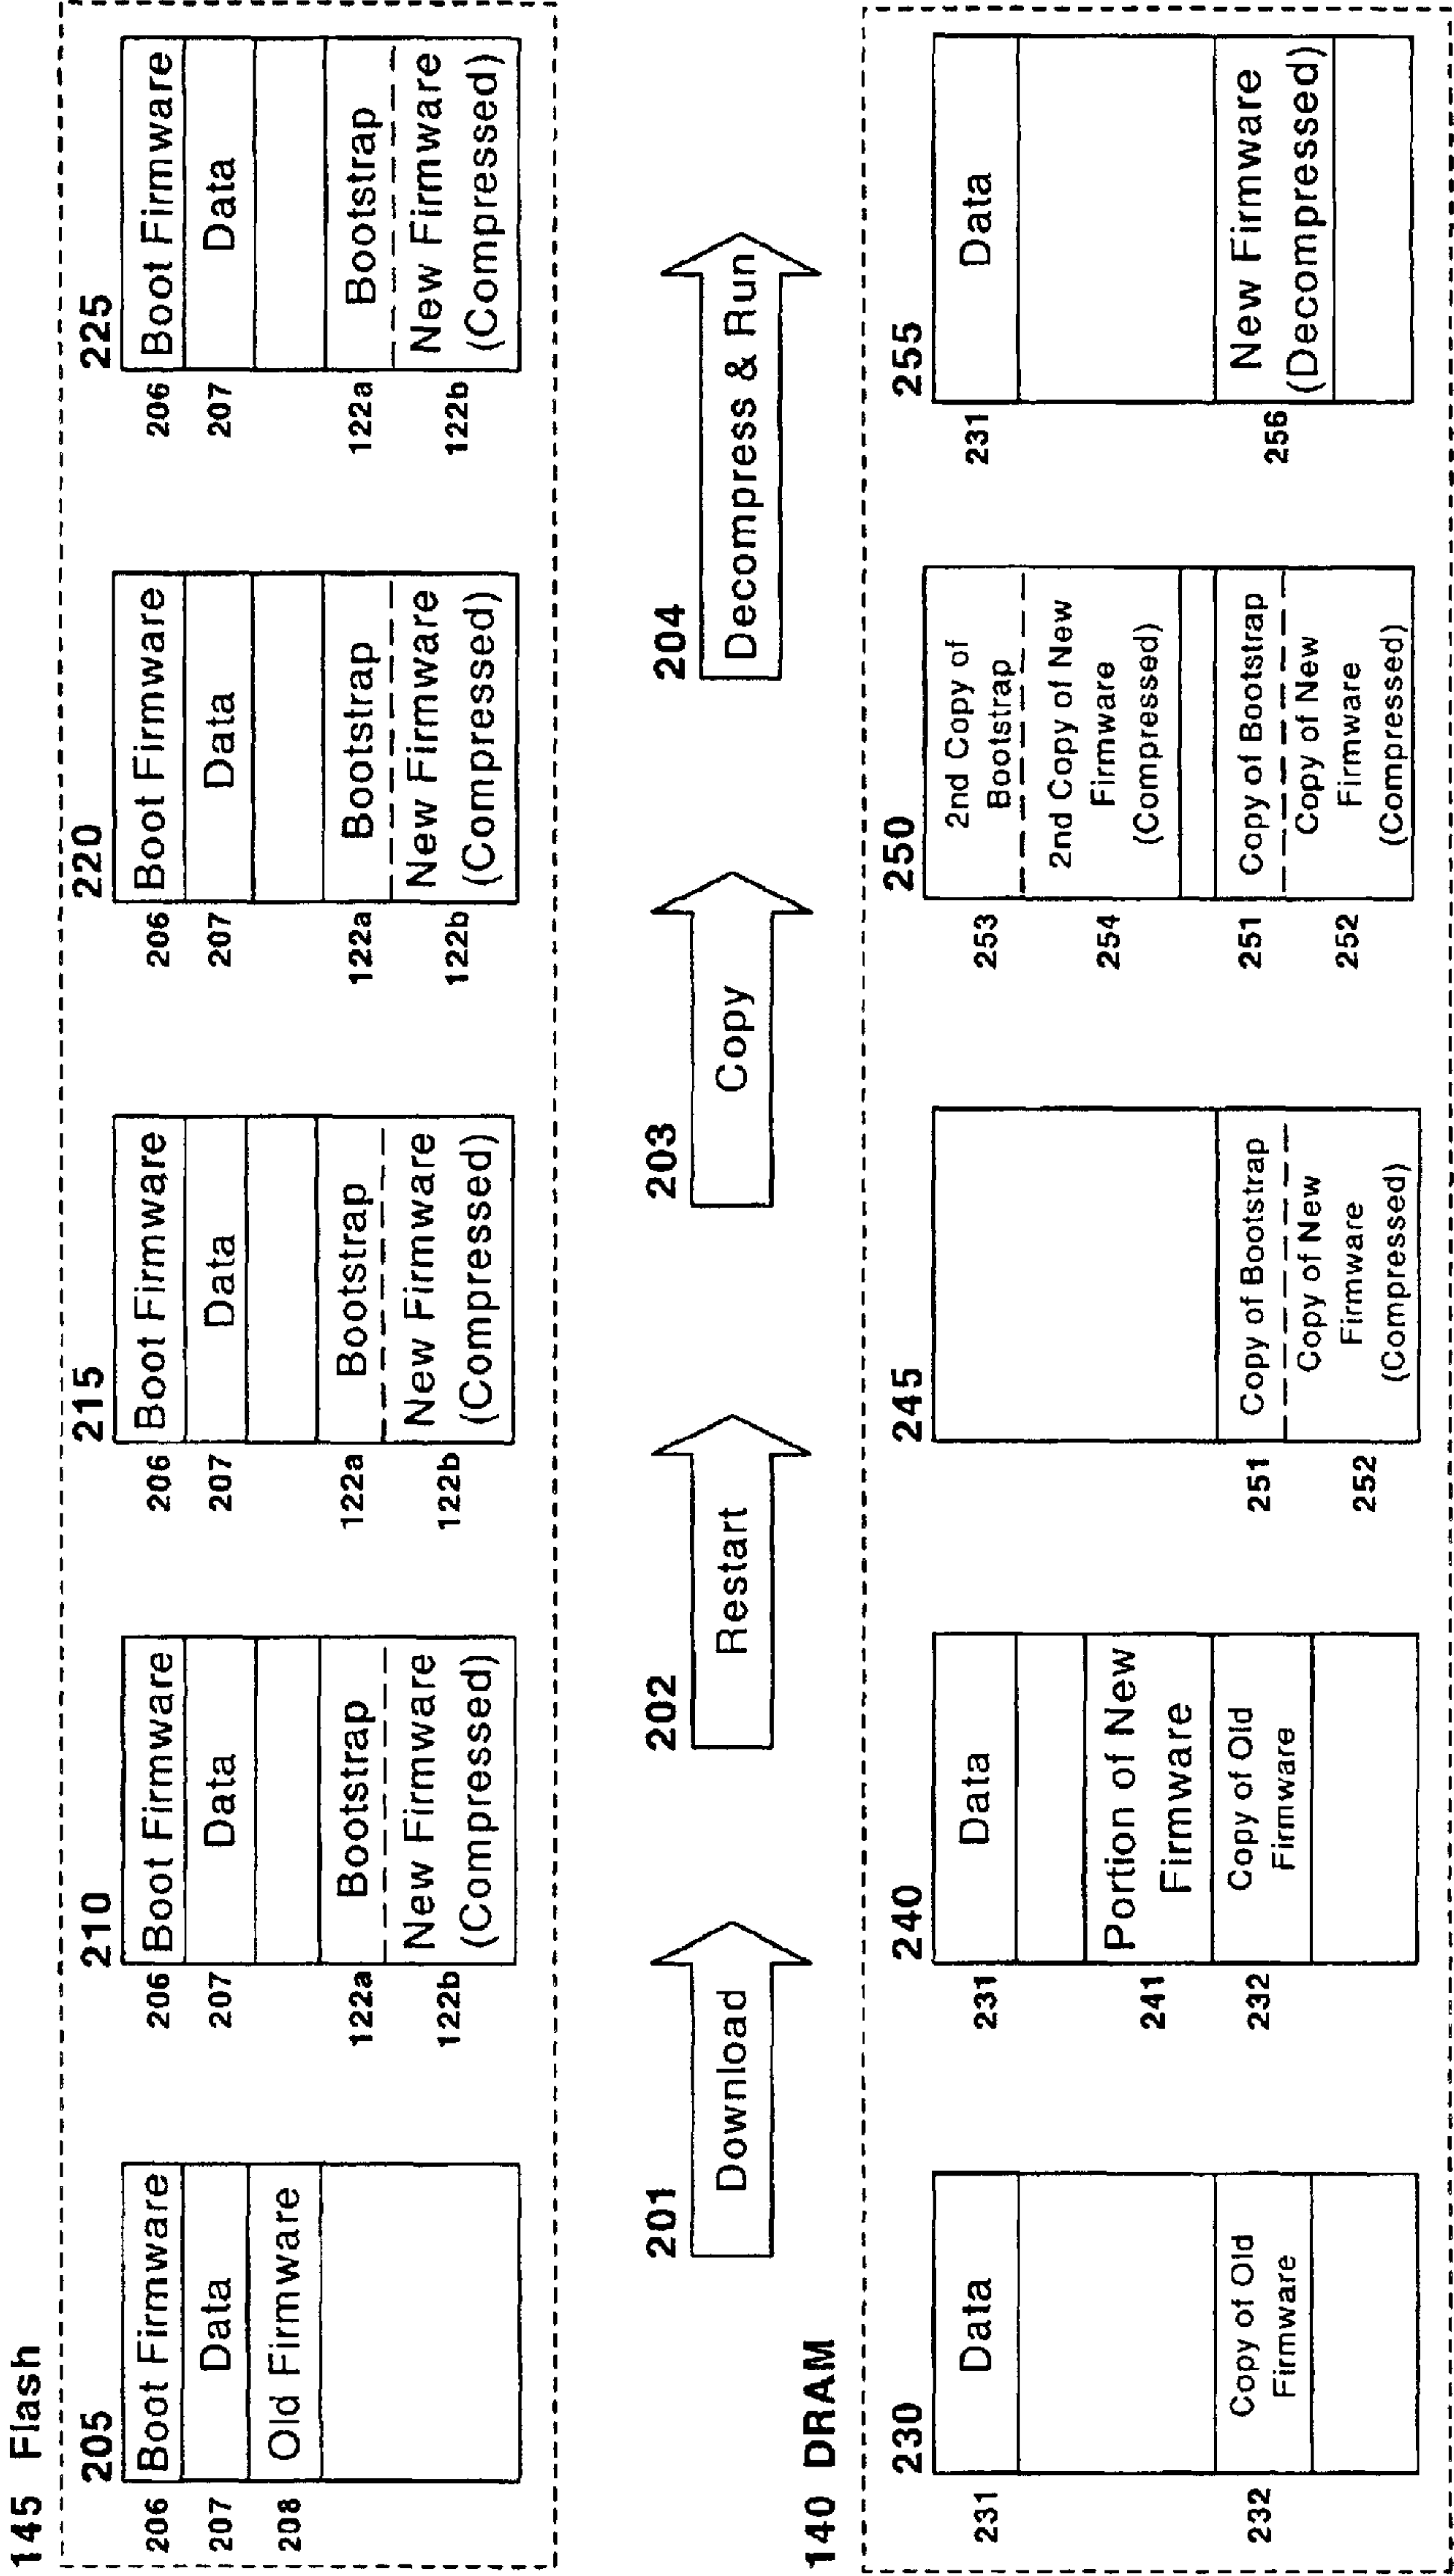 145 Flash
205
206
Boot Firmware
207
Data
208
Old Firmware
210
206
Boot Firmware
207
Data
122a
Bootstrap
122b
New Firmware
(Compressed)
215
206
Boot Firmware
207
Data
122a
Bootstrap
122b
New Firmware
(Compressed)
220
206
Boot Firmware
207
Data
122a
Bootstrap
122b
New Firmware
(Compressed)
225
206
Boot Firmware
207
Data
122a
Bootstrap
122b
New Firmware
(Compressed)
201
Download
202
Restart
203
Copy
204
Decompress & Run
140 DRAM
230
231
Data
232
Copy of Old
Firmware
240
231
Data
241
Portion of New
Firmware
232
Copy of Old
Firmware
245
251
Copy of Bootstrap
252
Copy of New
Firmware
(Compressed)
250
253
2nd Copy of
Bootstrap
254
2nd Copy of New
Firmware
(Compressed)
251
Copy of Bootstrap
252
Copy of New
Firmware
(Compressed)
255
231
Data
256
New Firmware
(Decompressed)